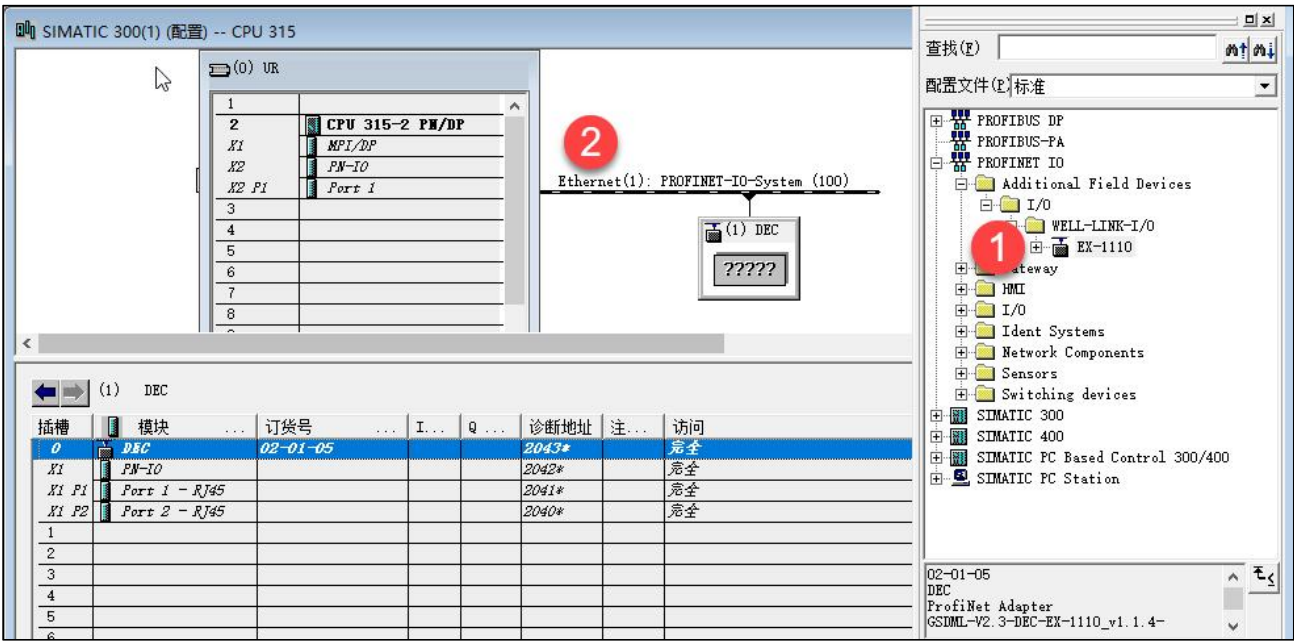 SIMATIC 300(1) (配置) -- CPU 315
(0) UR
1
2 CPU 315-2 PN/DP
X1 MPI/DP
X2 PN-IO
X2 P1 Port 1
3
4
5
6
7
8
2
Ethernet(1): PROFINET-IO-System (100)
(1) DEC
?????
(1) DEC
插槽 模块 ... 订货号 ... I... Q ... 诊断地址 注... 访问
0 DEC 02-01-05 2043* 完全
X1 PN-IO 2042* 完全
X1 P1 Port 1 - RJ45 2041* 完全
X1 P2 Port 2 - RJ45 2040* 完全
1
2
3
4
5
6
查找(F)
配置文件(P) 标准
PROFIBUS DP
PROFIBUS-PA
PROFINET IO
Additional Field Devices
I/O
WELL-LINK-I/O
1
EX-1110
ateway
HMI
I/O
Ident Systems
Network Components
Sensors
Switching devices
SIMATIC 300
SIMATIC 400
SIMATIC PC Based Control 300/400
SIMATIC PC Station
02-01-05
DEC
ProfiNet Adapter
GSDML-V2.3-DEC-EX-1110_v1.1.4-